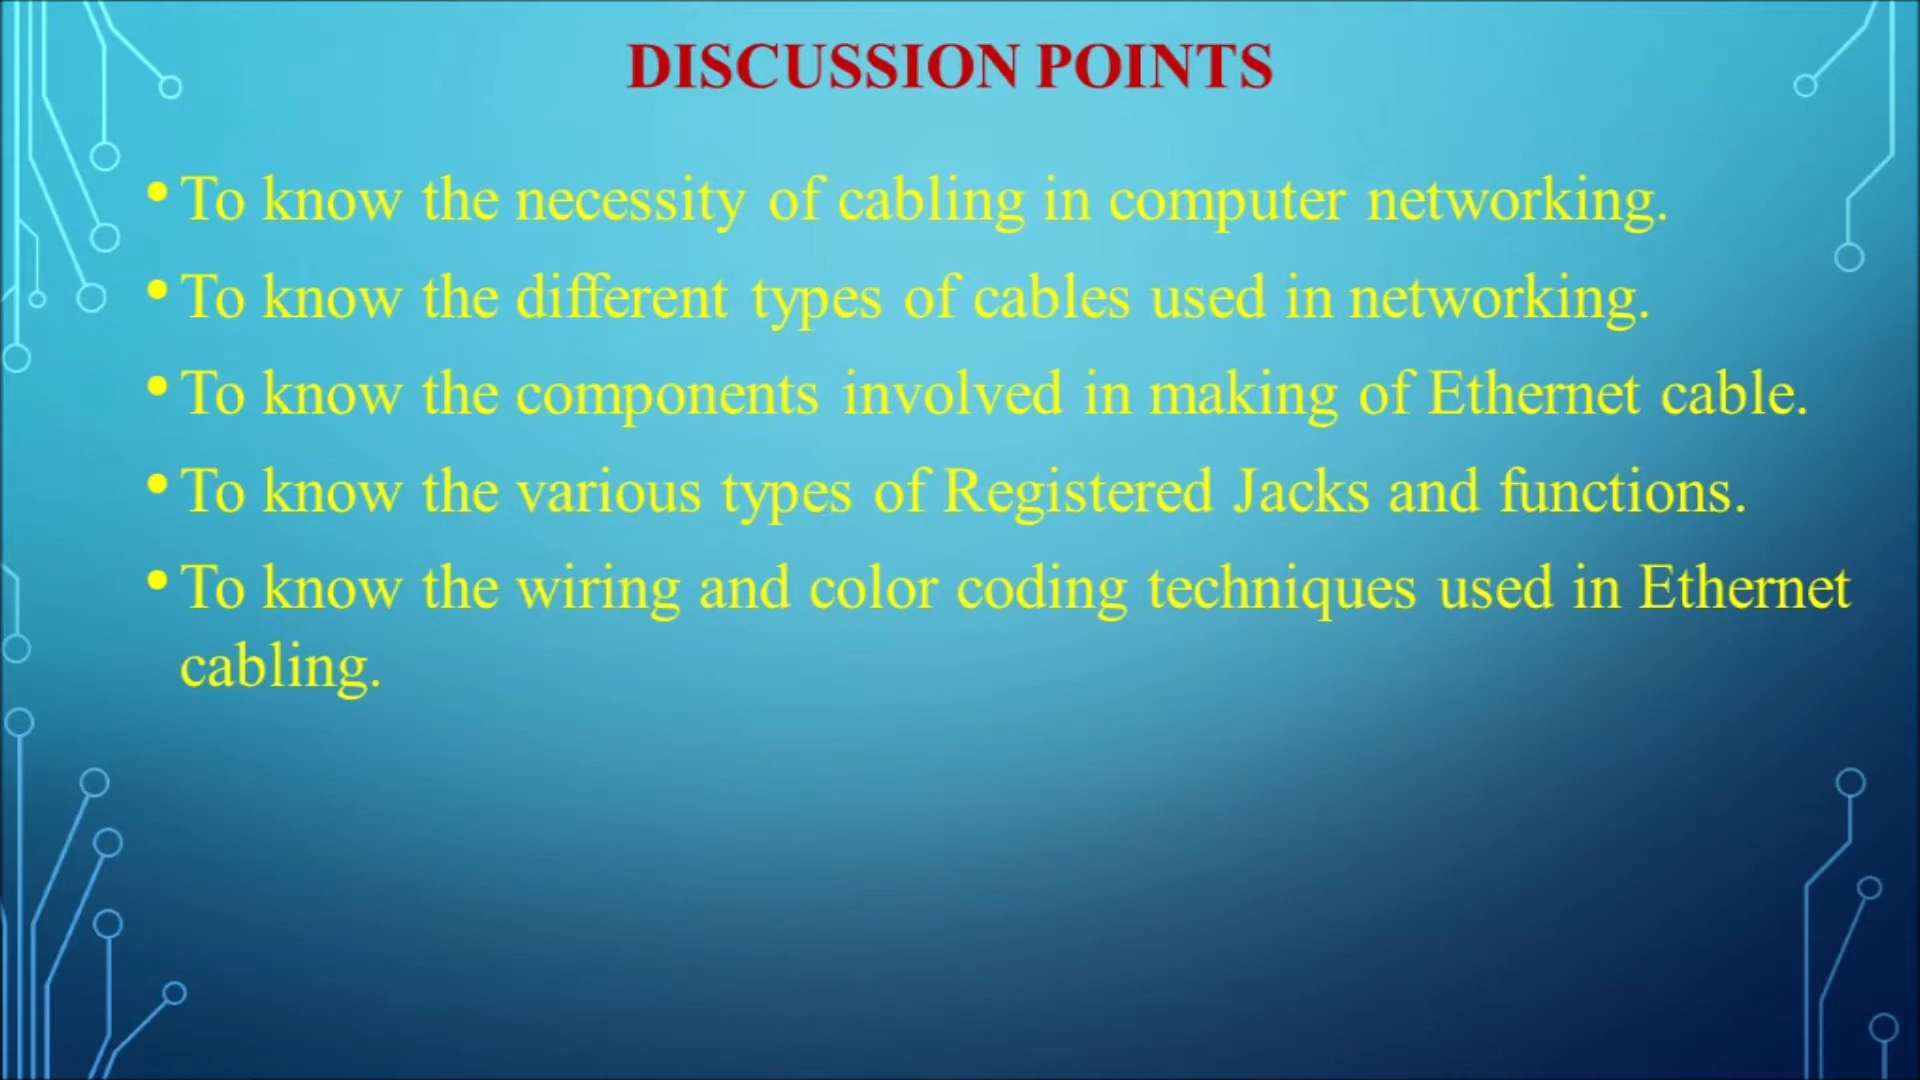 DISCUSSION POINTS
• To know the necessity of cabling in computer networking.
• To know the different types of cables used in networking.
• To know the components involved in making of Ethernet cable.
• To know the various types of Registered Jacks and functions.
• To know the wiring and color coding techniques used in Ethernet
cabling.